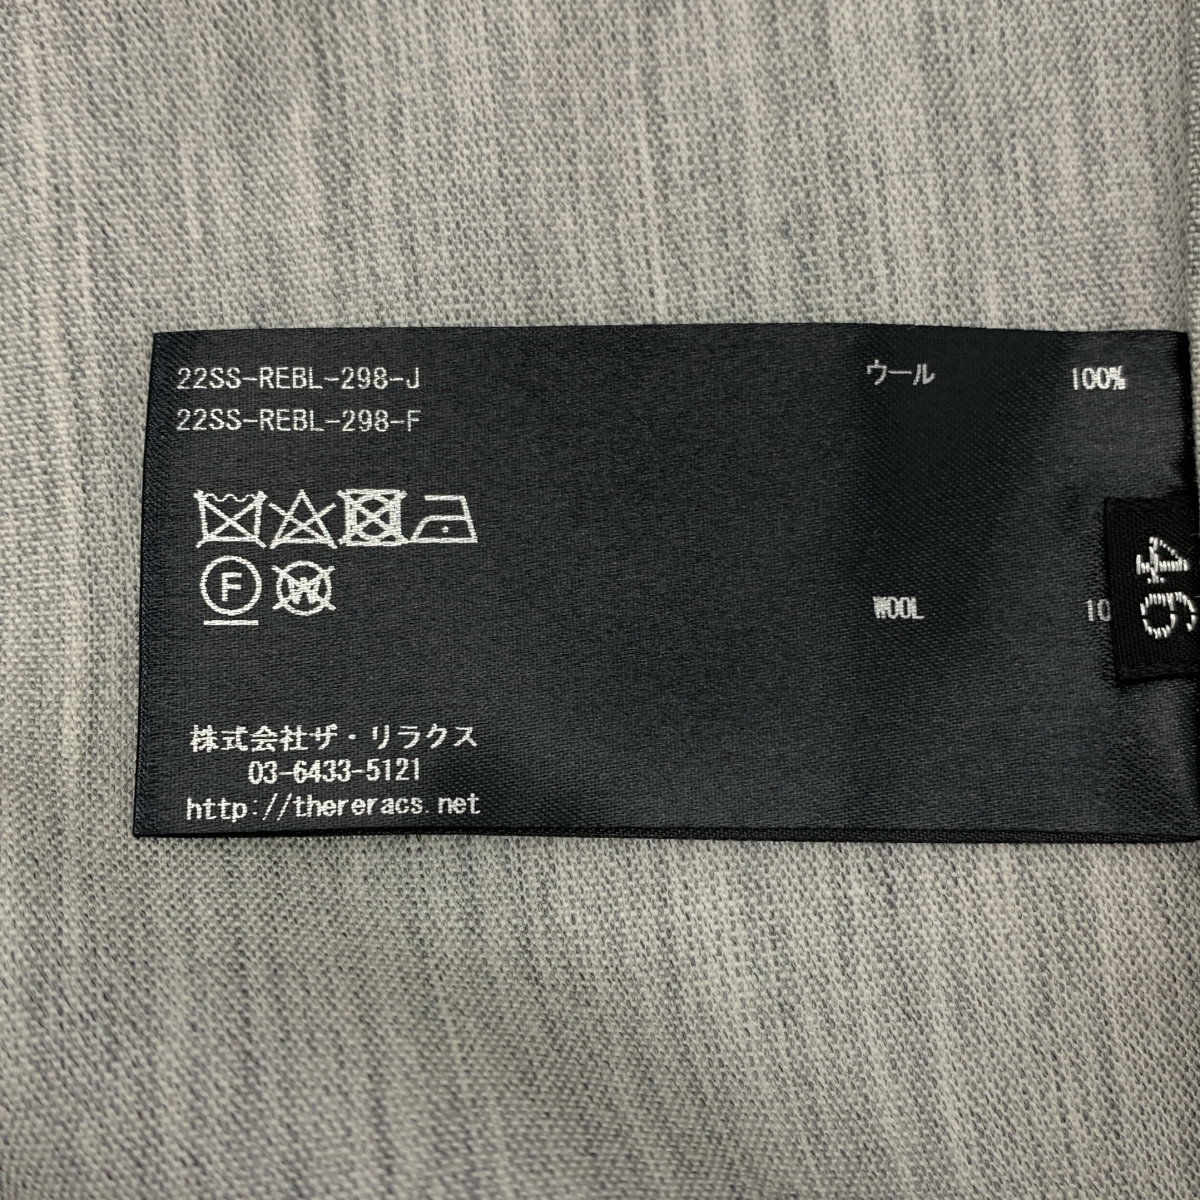 22SS-REBL-298-J
22SS-REBL-298-F
ウール 100%
F
W
WOOL 10
46
株式会社ザ・リラクス
03-6433-5121
http://thereracs.net